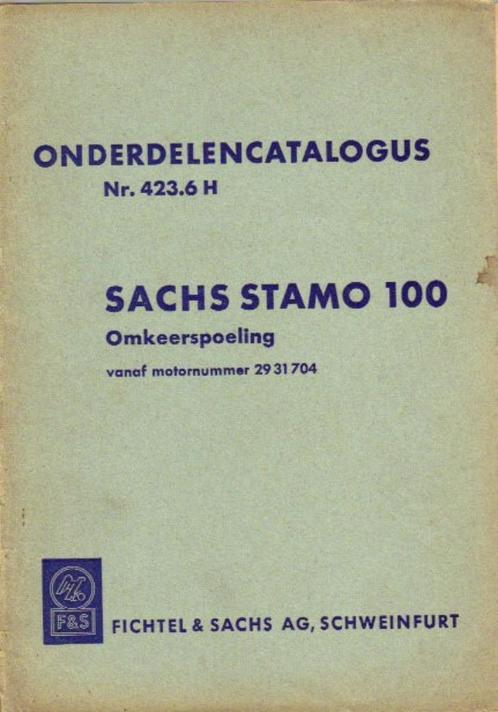 ONDERDELENCATALOGUS
Nr. 423.6 H
SACHS STAMO 100
Omkeerspoeling
vanaf motornummer 29 31 704
F&S
FICHTEL & SACHS AG, SCHWEINFURT